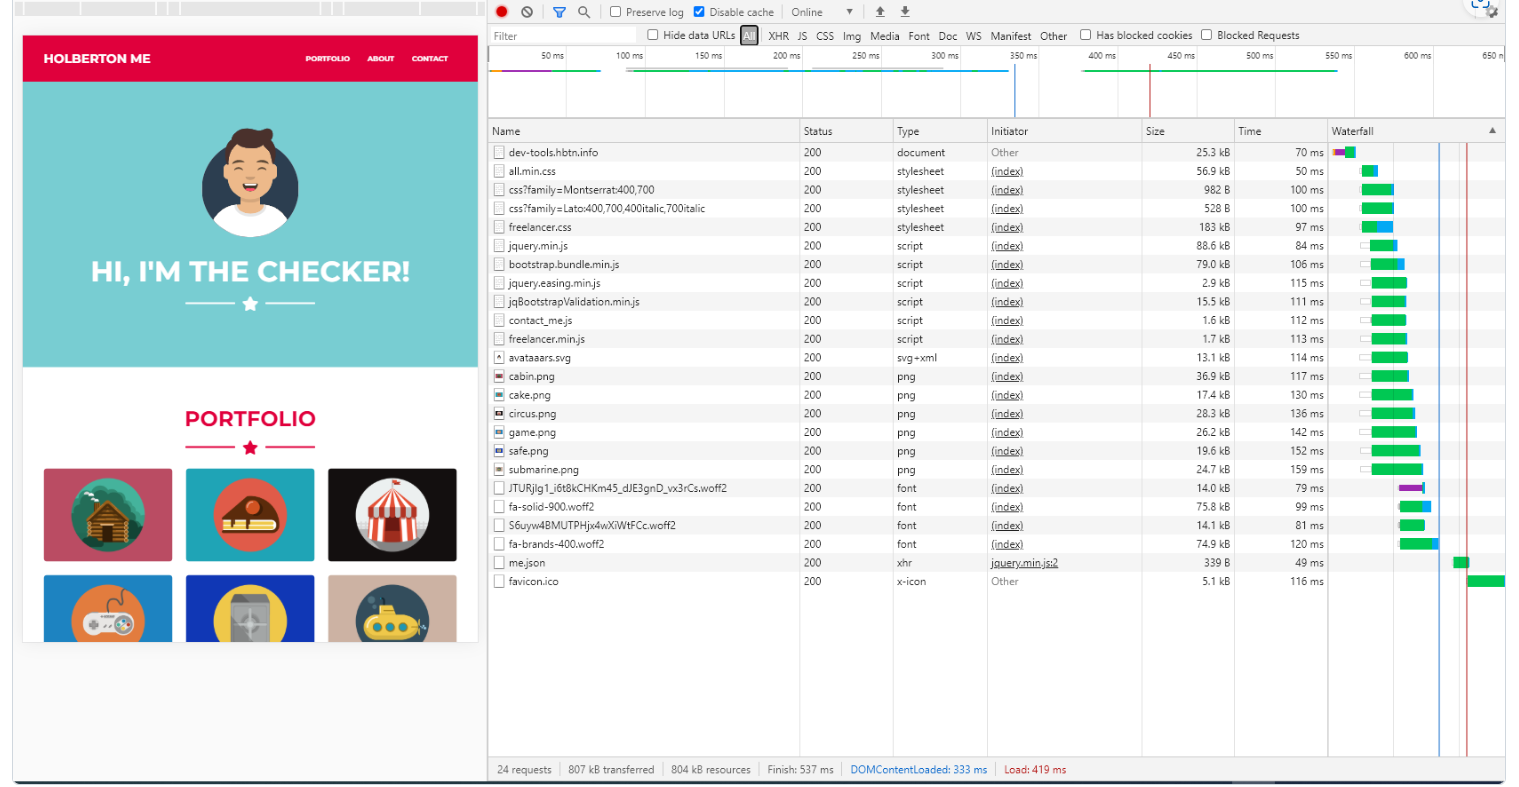 HOLBERTON ME
PORTFOLIO ABOUT CONTACT
HI, I'M THE CHECKER!
PORTFOLIO
Preserve log Disable cache Online
Filter Hide data URLs All XHR JS CSS Img Media Font Doc WS Manifest Other Has blocked cookies Blocked Requests
50 ms 100 ms 150 ms 200 ms 250 ms 300 ms 350 ms 400 ms 450 ms 500 ms 550 ms 600 ms 650 n
Name Status Type Initiator Size Time Waterfall
dev-tools.hbtn.info 200 document Other 25.3 kB 70 ms
all.min.css 200 stylesheet (index) 56.9 kB 50 ms
css?family=Montserrat:400,700 200 stylesheet (index) 982 B 100 ms
css?family=Lato:400,700,400italic,700italic 200 stylesheet (index) 528 B 100 ms
freelancer.css 200 stylesheet (index) 183 kB 97 ms
jquery.min.js 200 script (index) 88.6 kB 84 ms
bootstrap.bundle.min.js 200 script (index) 79.0 kB 106 ms
jquery.easing.min.js 200 script (index) 2.9 kB 115 ms
jqBootstrapValidation.min.js 200 script (index) 15.5 kB 111 ms
contact_me.js 200 script (index) 1.6 kB 112 ms
freelancer.min.js 200 script (index) 1.7 kB 113 ms
avataaars.svg 200 svg+xml (index) 13.1 kB 114 ms
cabin.png 200 png (index) 36.9 kB 117 ms
cake.png 200 png (index) 17.4 kB 130 ms
circus.png 200 png (index) 28.3 kB 136 ms
game.png 200 png (index) 26.2 kB 142 ms
safe.png 200 png (index) 19.6 kB 152 ms
submarine.png 200 png (index) 24.7 kB 159 ms
JTURjIg1_i6t8kCHKm45_dJE3gnD_vx3rCs.woff2 200 font (index) 14.0 kB 79 ms
fa-solid-900.woff2 200 font (index) 75.8 kB 99 ms
S6uyw4BMUTPHjx4wXiWtFCc.woff2 200 font (index) 14.1 kB 81 ms
fa-brands-400.woff2 200 font (index) 74.9 kB 120 ms
me.json 200 xhr jquery.min.js:2 339 B 49 ms
favicon.ico 200 x-icon Other 5.1 kB 116 ms
24 requests 807 kB transferred 804 kB resources Finish: 537 ms DOMContentLoaded: 333 ms Load: 419 ms